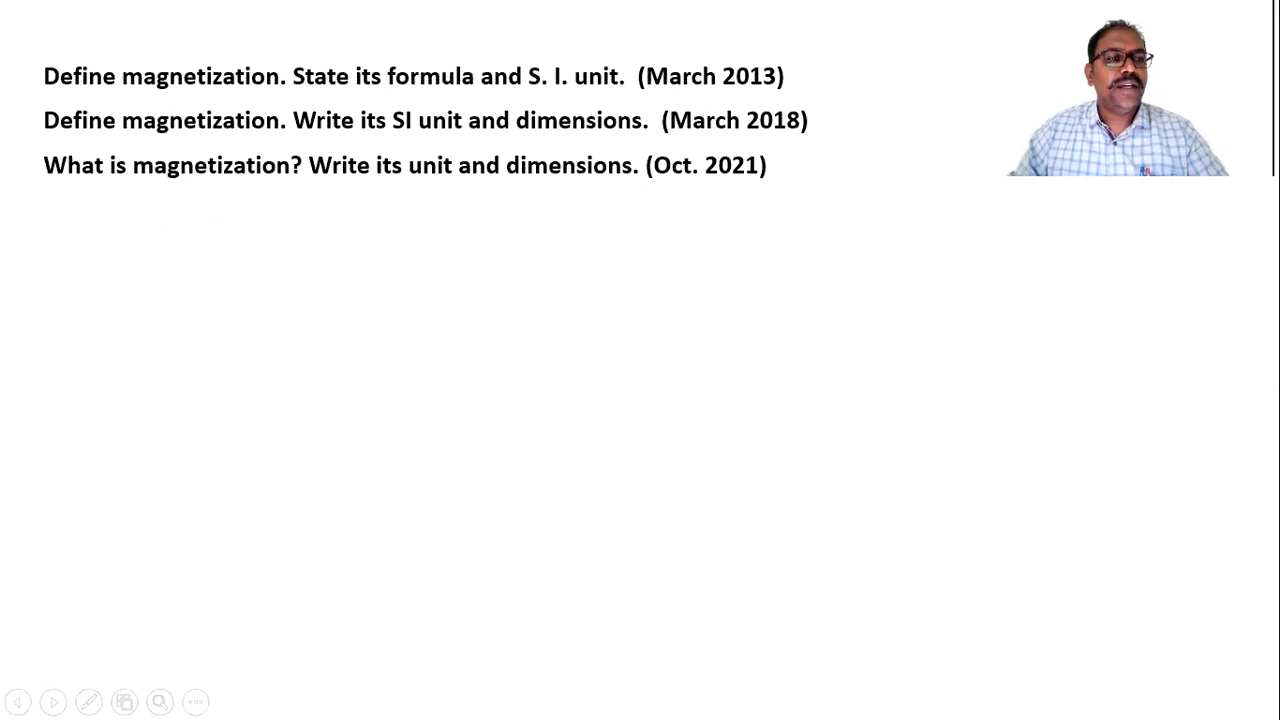 Define magnetization. State its formula and S. I. unit.  (March 2013)
Define magnetization. Write its SI unit and dimensions.  (March 2018)
What is magnetization? Write its unit and dimensions. (Oct. 2021)